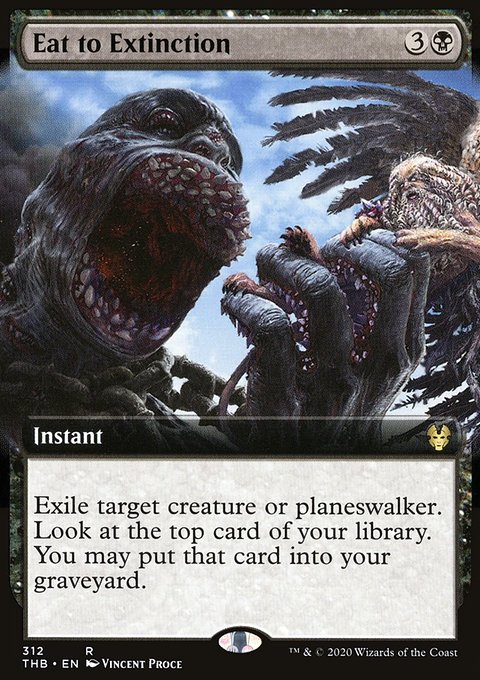 Eat to Extinction 3
Instant
Exile target creature or planeswalker.
Look at the top card of your library.
You may put that card into your
graveyard.
312 R
THB • EN Vincent Proce
™ & © 2020 Wizards of the Coast